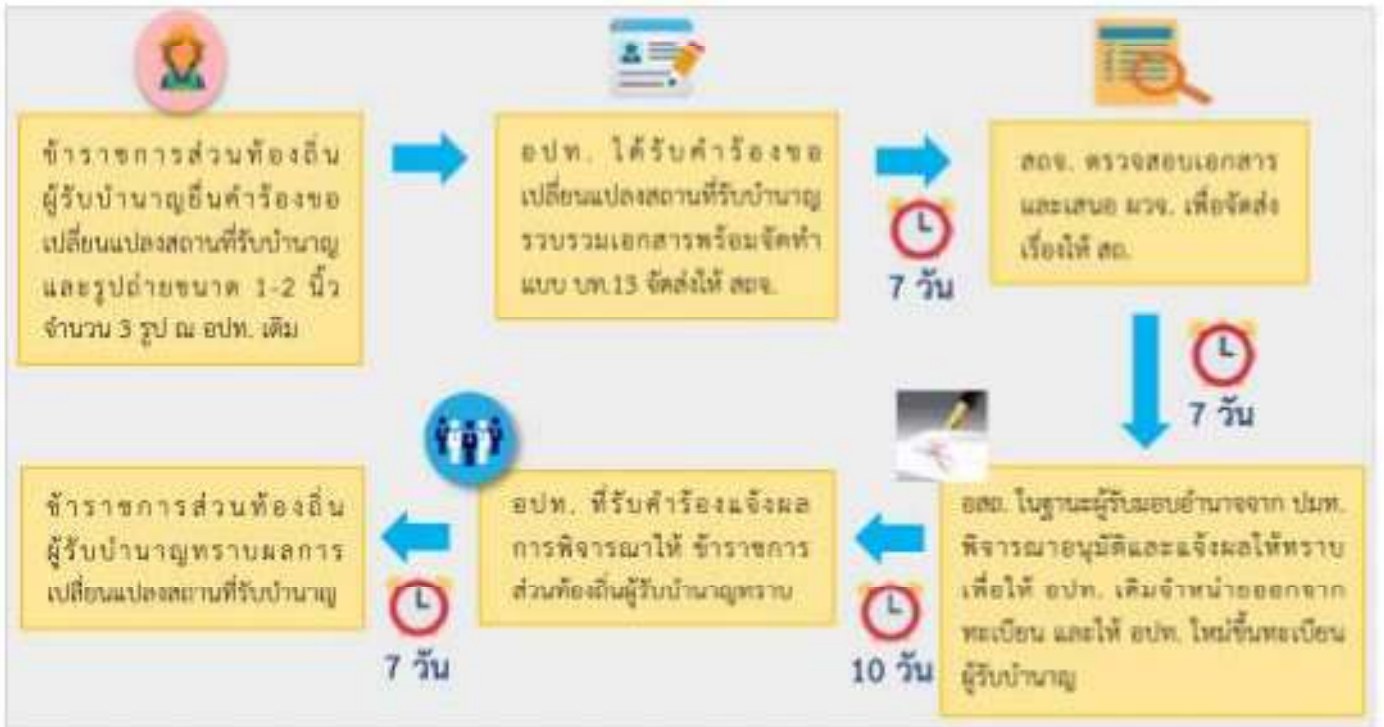 ข้าราชการส่วนท้องถิ่น
ผู้รับบำนาญยื่นคำร้องขอ
เปลี่ยนแปลงสถานที่รับบำนาญ
และรูปถ่ายขนาด 1-2 นิ้ว
จำนวน 3 รูป ณ อปท. เดิม
อปท. ได้รับคำร้องขอ
เปลี่ยนแปลงสถานที่รับบำนาญ
รวบรวมเอกสารพร้อมจัดทำ
แบบ บท.13 จัดส่งให้ สถจ.
7 วัน
สถจ. ตรวจสอบเอกสาร
และเสนอ ผวจ. เพื่อจัดส่ง
เรื่องให้ สถ.
7 วัน
อสถ. ในฐานะผู้รับมอบอำนาจจาก ปมท.
พิจารณาอนุมัติและแจ้งผลให้ทราบ
เพื่อให้ อปท. เดิมจำหน่ายออกจาก
ทะเบียน และให้ อปท. ใหม่ขึ้นทะเบียน
ผู้รับบำนาญ
10 วัน
อปท. ที่รับคำร้องแจ้งผล
การพิจารณาให้ ข้าราชการ
ส่วนท้องถิ่นผู้รับบำนาญทราบ
7 วัน
ข้าราชการส่วนท้องถิ่น
ผู้รับบำนาญทราบผลการ
เปลี่ยนแปลงสถานที่รับบำนาญ